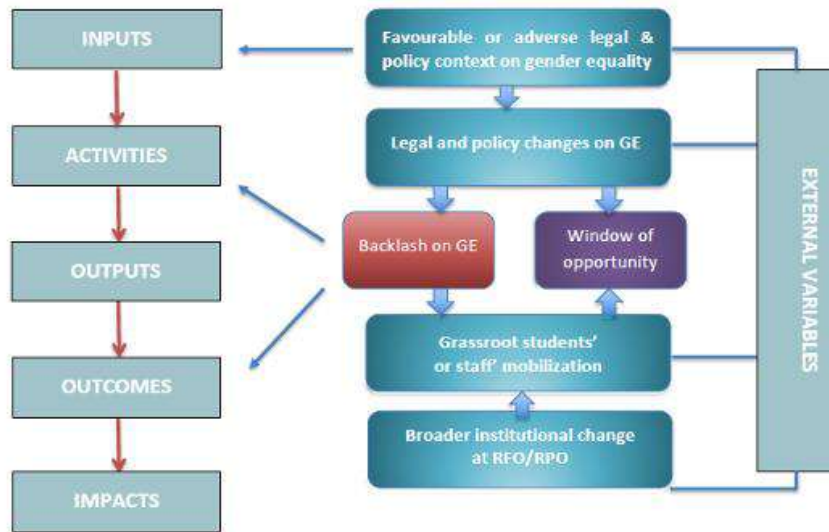 INPUTS
ACTIVITIES
OUTPUTS
OUTCOMES
IMPACTS
Favourable or adverse legal &
policy context on gender equality
Legal and policy changes on GE
Backlash on GE
Window of
opportunity
Grassroot students'
or staff' mobilization
Broader institutional change
at RFO/RPO
EXTERNAL VARIABLES